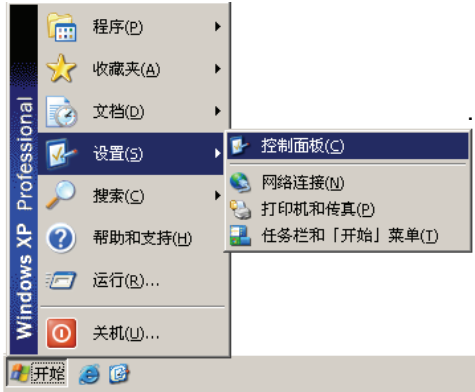 Windows XP Professional
程序(P)
收藏夹(A)
文档(D)
设置(S)
搜索(C)
帮助和支持(H)
运行(R)...
关机(U)...
控制面板(C)
网络连接(N)
打印机和传真(P)
任务栏和「开始」菜单(T)
开始
.